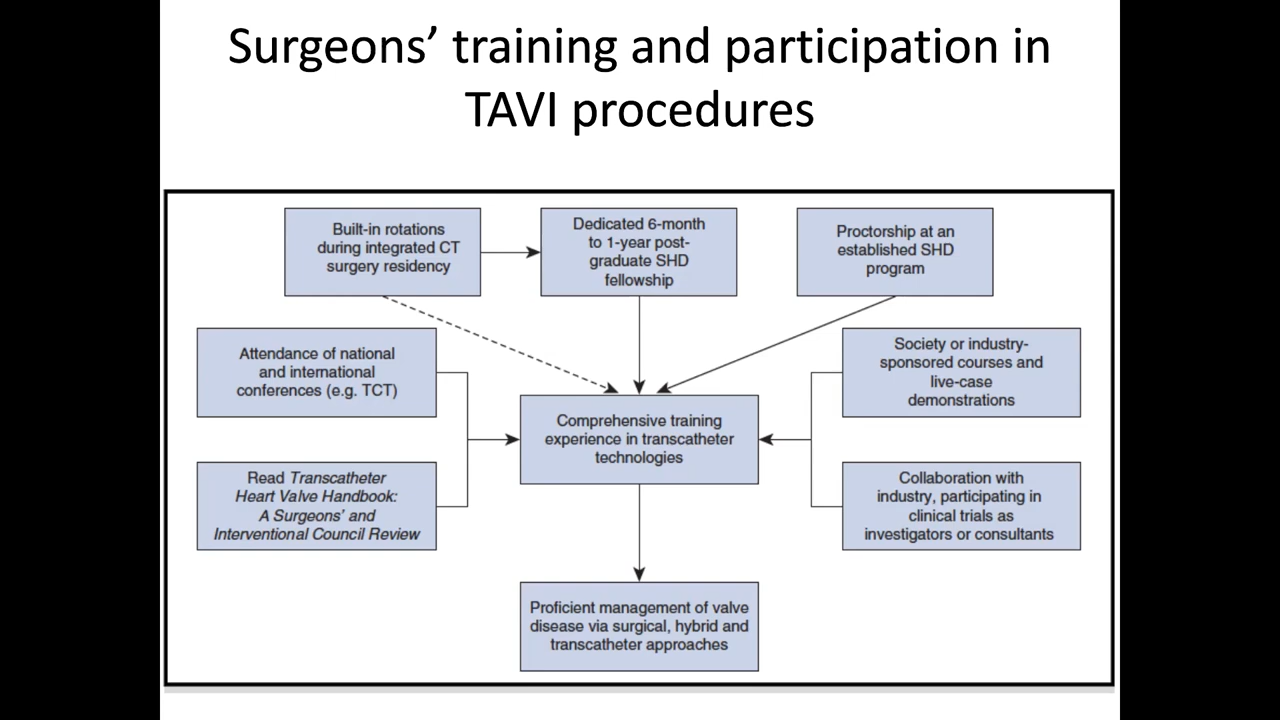 Surgeons’ training and participation in
TAVI procedures
Built-in rotations
during integrated CT
surgery residency
Dedicated 6-month
to 1-year post-
graduate SHD
fellowship
Proctorship at an
established SHD
program
Attendance of national
and international
conferences (e.g. TCT)
Society or industry-
sponsored courses and
live-case
demonstrations
Comprehensive training
experience in transcatheter
technologies
Read Transcatheter
Heart Valve Handbook:
A Surgeons’ and
Interventional Council Review
Collaboration with
industry, participating in
clinical trials as
investigators or consultants
Proficient management of valve
disease via surgical, hybrid and
transcatheter approaches